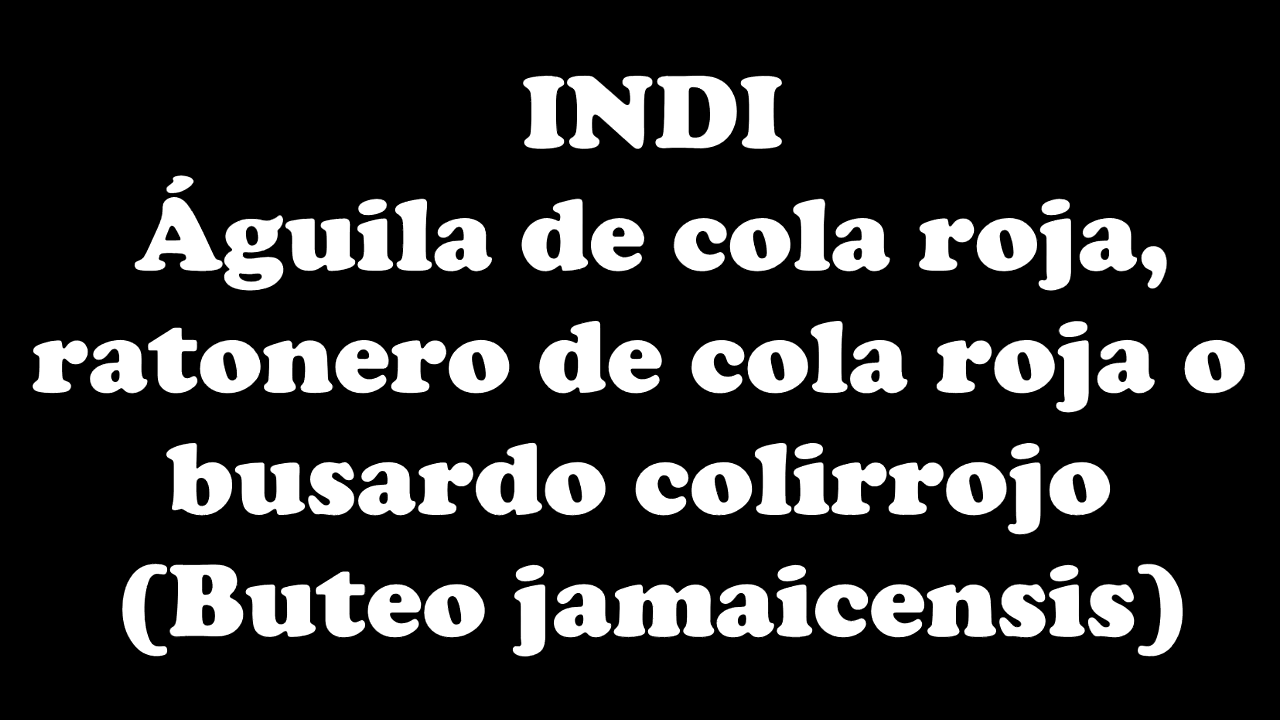 INDI
Águila de cola roja,
ratonero de cola roja o
busardo colirrojo
(Buteo jamaicensis)